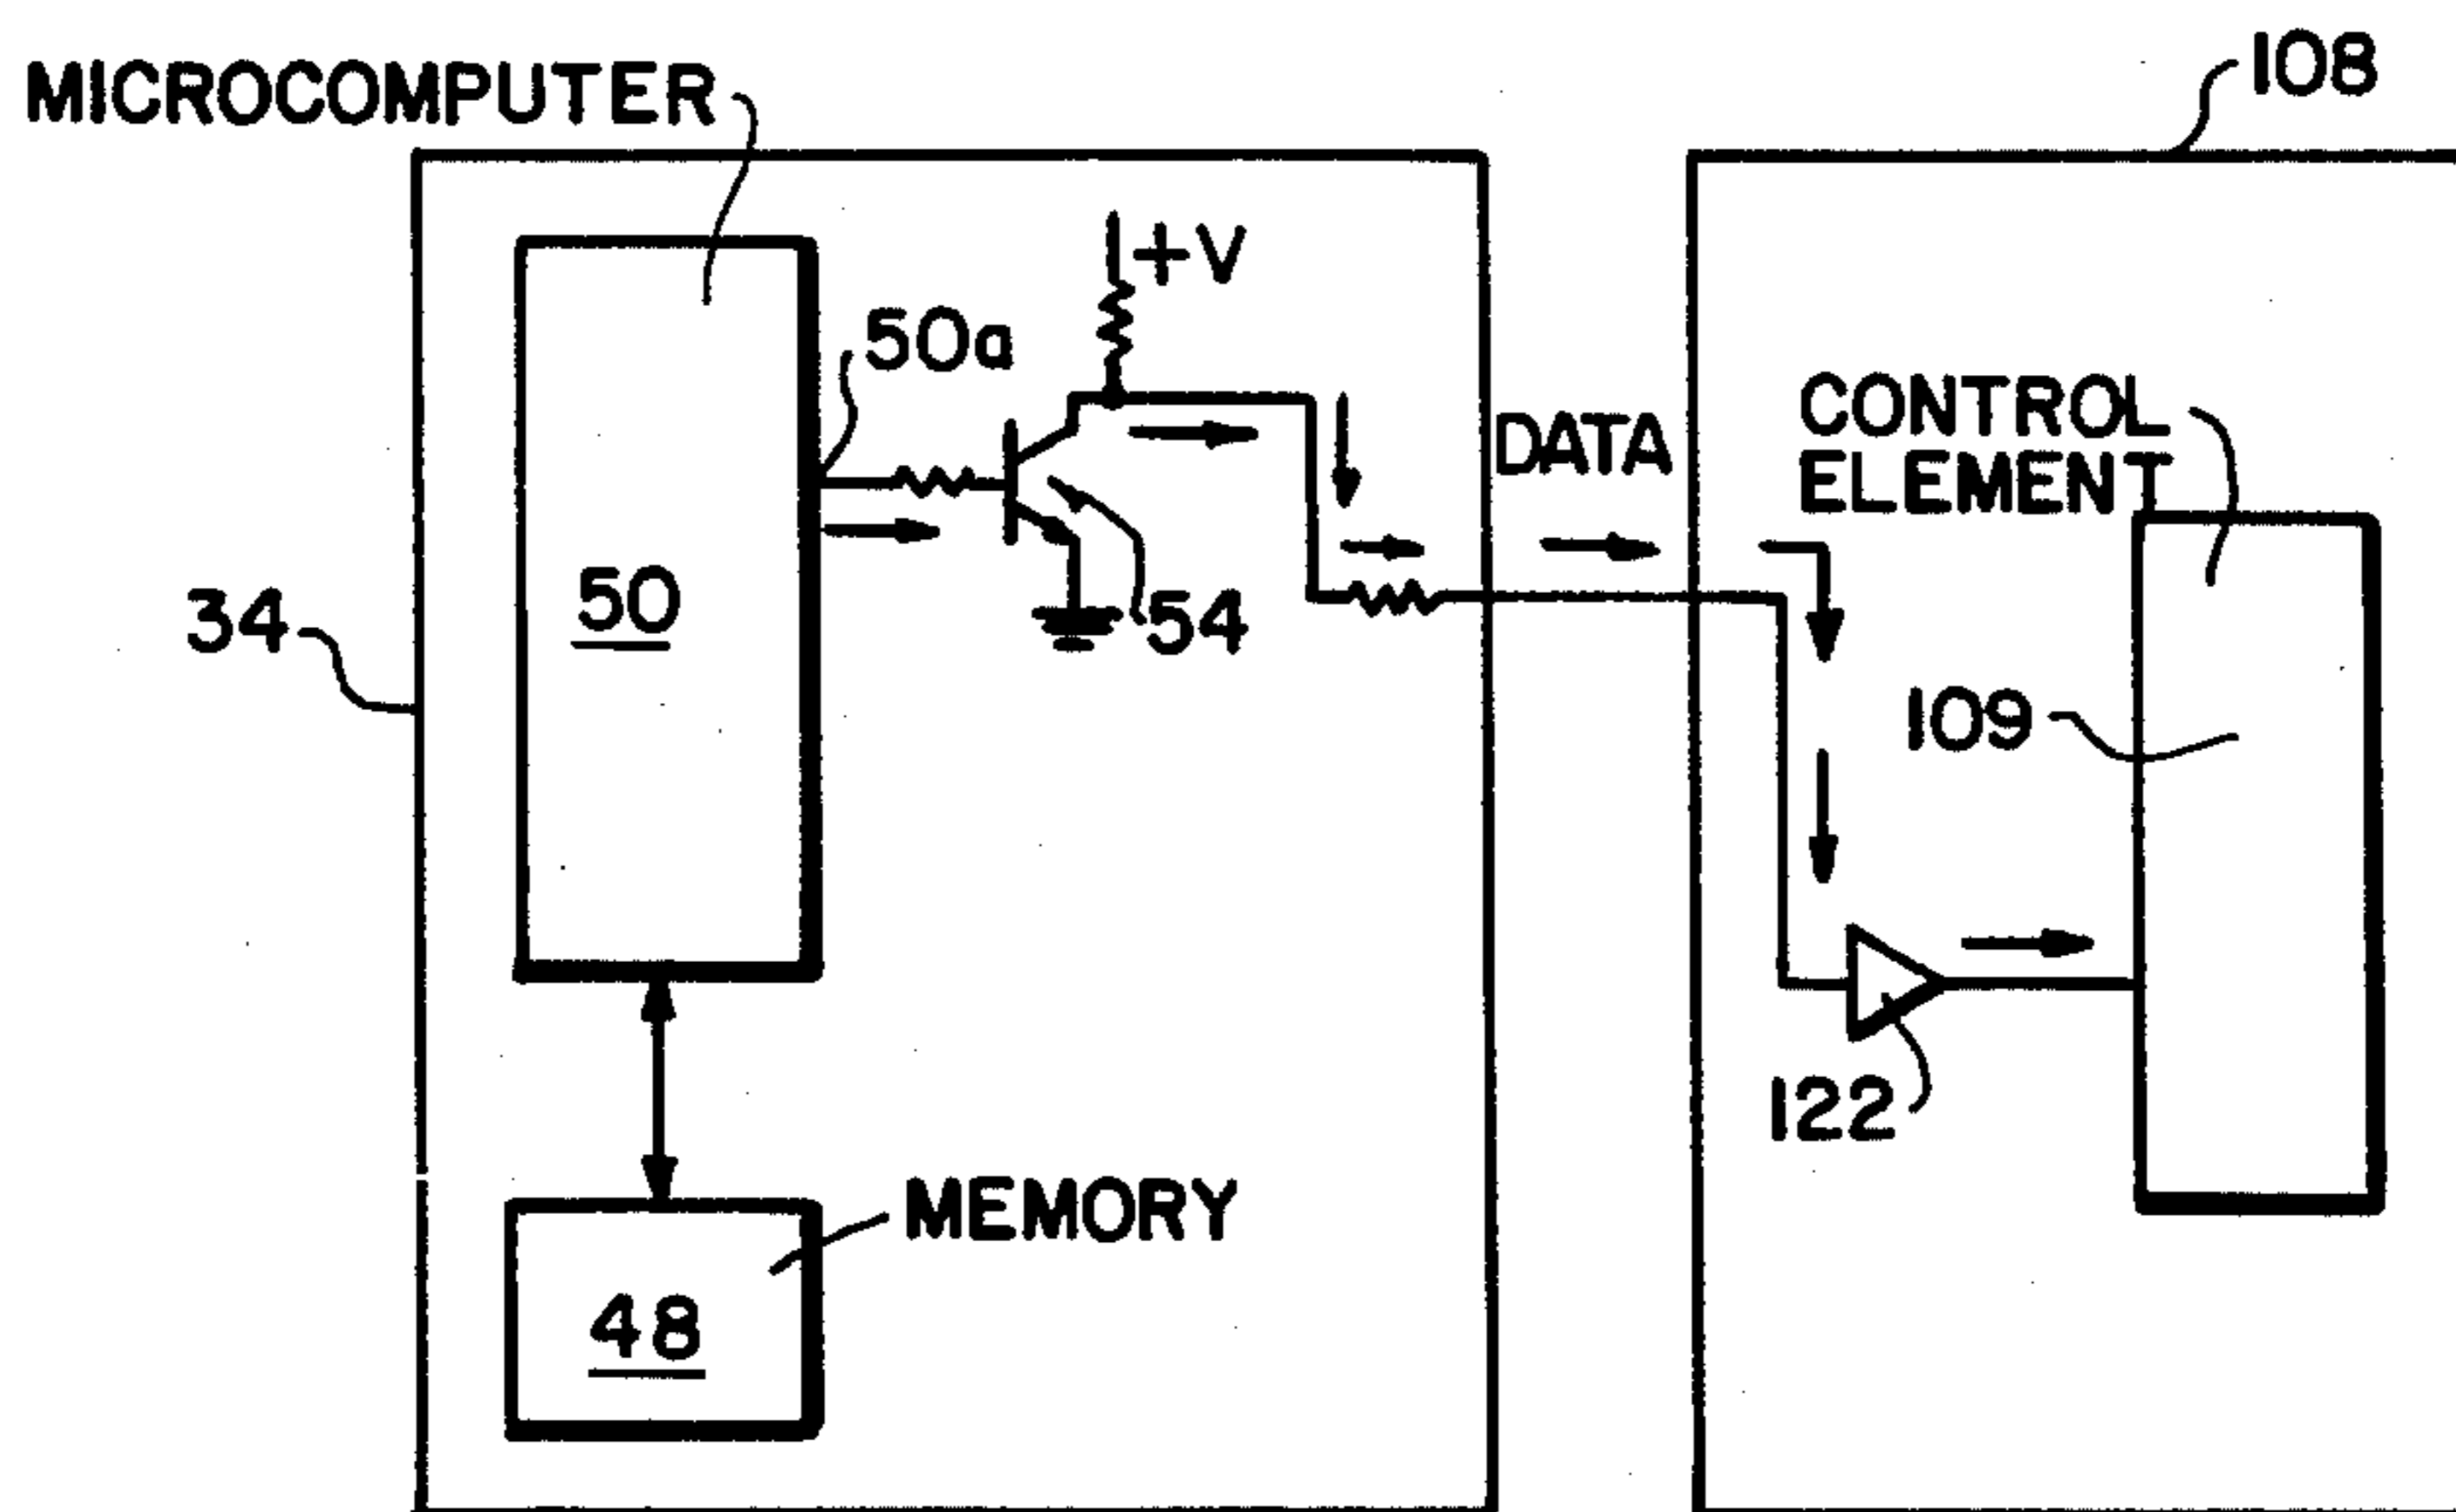 MICROCOMPUTER
108
+V
50a
DATA
CONTROL
ELEMENT
50
34
54
109
122
MEMORY
48